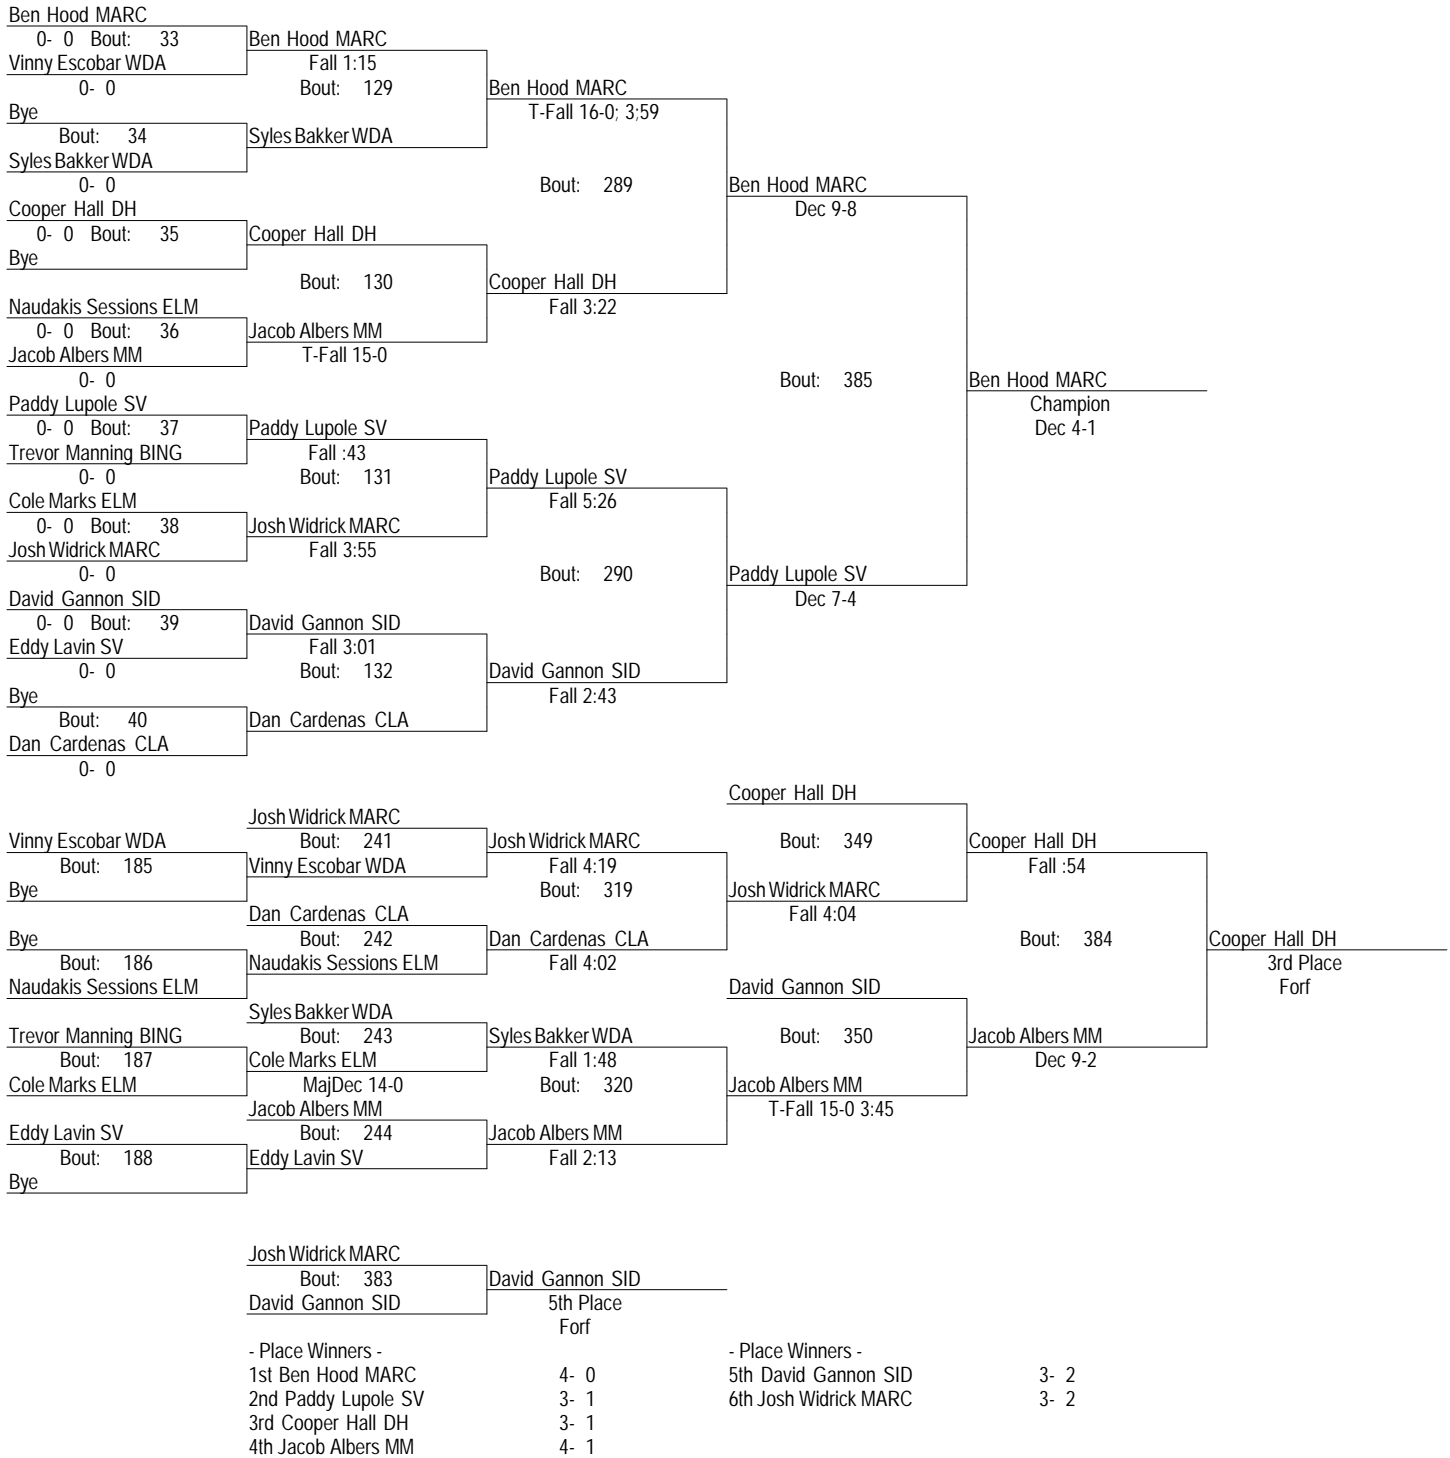 Ben Hood MARC
0- 0 Bout: 33 Ben Hood MARC
Vinny Escobar WDA Fall 1:15
0- 0 Bout: 129 Ben Hood MARC
Bye T-Fall 16-0; 3;59
Bout: 34 Syles Bakker WDA
Syles Bakker WDA
0- 0 Bout: 289 Ben Hood MARC
Cooper Hall DH Dec 9-8
0- 0 Bout: 35 Cooper Hall DH
Bye
Bout: 130 Cooper Hall DH
Naudakis Sessions ELM Fall 3:22
0- 0 Bout: 36 Jacob Albers MM
Jacob Albers MM T-Fall 15-0
0- 0 Bout: 385 Ben Hood MARC
Paddy Lupole SV Champion
0- 0 Bout: 37 Paddy Lupole SV Dec 4-1
Trevor Manning BING Fall :43
0- 0 Bout: 131 Paddy Lupole SV
Cole Marks ELM Fall 5:26
0- 0 Bout: 38 Josh Widrick MARC
Josh Widrick MARC Fall 3:55
0- 0 Bout: 290 Paddy Lupole SV
David Gannon SID Dec 7-4
0- 0 Bout: 39 David Gannon SID
Eddy Lavin SV Fall 3:01
0- 0 Bout: 132 David Gannon SID
Bye Fall 2:43
Bout: 40 Dan Cardenas CLA
Dan Cardenas CLA
0- 0
Cooper Hall DH
Josh Widrick MARC
Vinny Escobar WDA Bout: 241 Josh Widrick MARC Bout: 349 Cooper Hall DH
Bout: 185 Vinny Escobar WDA Fall 4:19 Fall :54
Bye Bout: 319 Josh Widrick MARC
Dan Cardenas CLA Fall 4:04
Bye Bout: 242 Dan Cardenas CLA Bout: 384 Cooper Hall DH
Bout: 186 Naudakis Sessions ELM Fall 4:02 3rd Place
Naudakis Sessions ELM David Gannon SID Forf
Syles Bakker WDA
Trevor Manning BING Bout: 243 Syles Bakker WDA Bout: 350 Jacob Albers MM
Bout: 187 Cole Marks ELM Fall 1:48 Dec 9-2
Cole Marks ELM MajDec 14-0 Bout: 320 Jacob Albers MM
Jacob Albers MM T-Fall 15-0 3:45
Eddy Lavin SV Bout: 244 Jacob Albers MM
Bout: 188 Eddy Lavin SV Fall 2:13
Bye
Josh Widrick MARC
Bout: 383 David Gannon SID
David Gannon SID 5th Place
Forf
- Place Winners - - Place Winners -
1st Ben Hood MARC 4- 0 5th David Gannon SID 3- 2
2nd Paddy Lupole SV 3- 1 6th Josh Widrick MARC 3- 2
3rd Cooper Hall DH 3- 1
4th Jacob Albers MM 4- 1